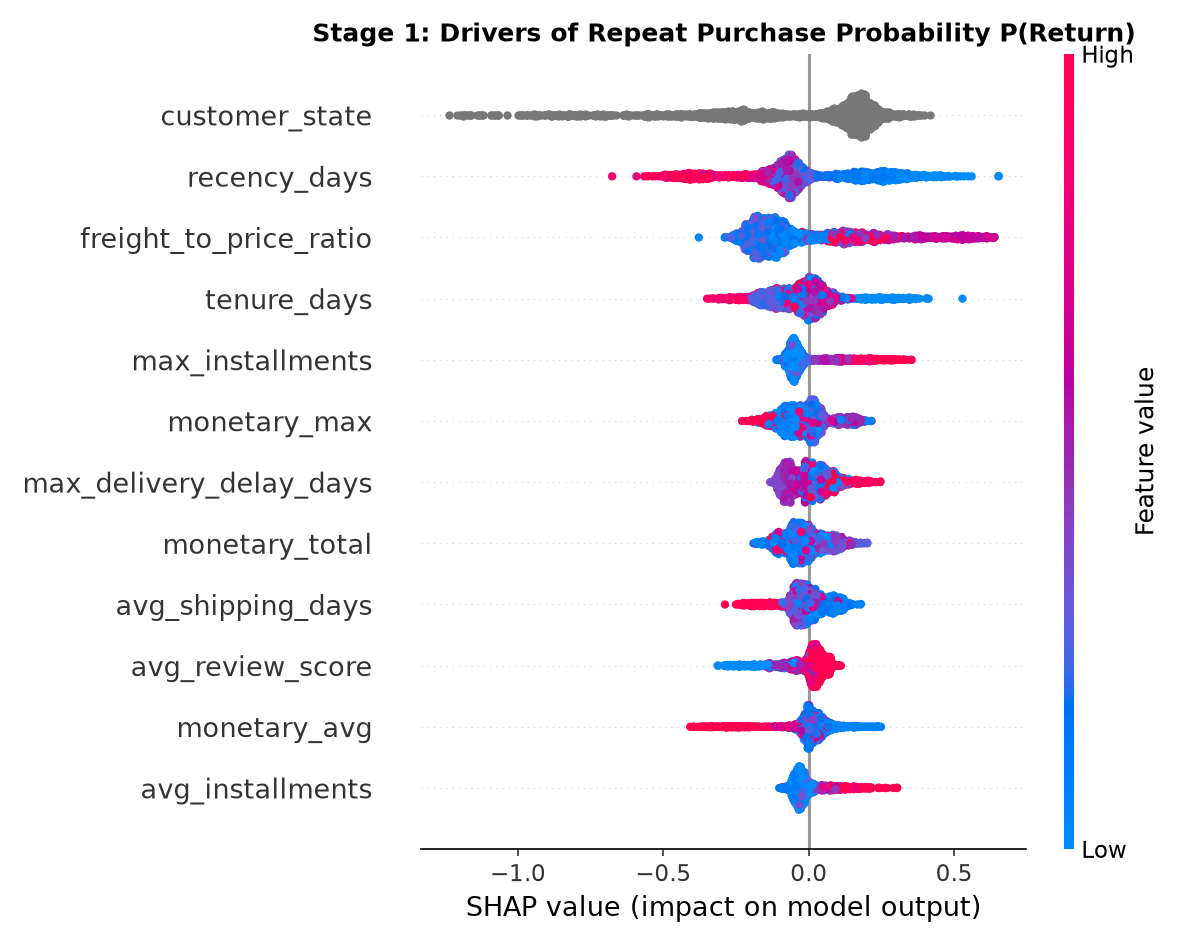 Stage 1: Drivers of Repeat Purchase Probability P(Return)
High
customer_state
recency_days
freight_to_price_ratio
tenure_days
max_installments
monetary_max
max_delivery_delay_days
monetary_total
avg_shipping_days
avg_review_score
monetary_avg
avg_installments
Feature value
Low
−1.0
−0.5
0.0
0.5
SHAP value (impact on model output)